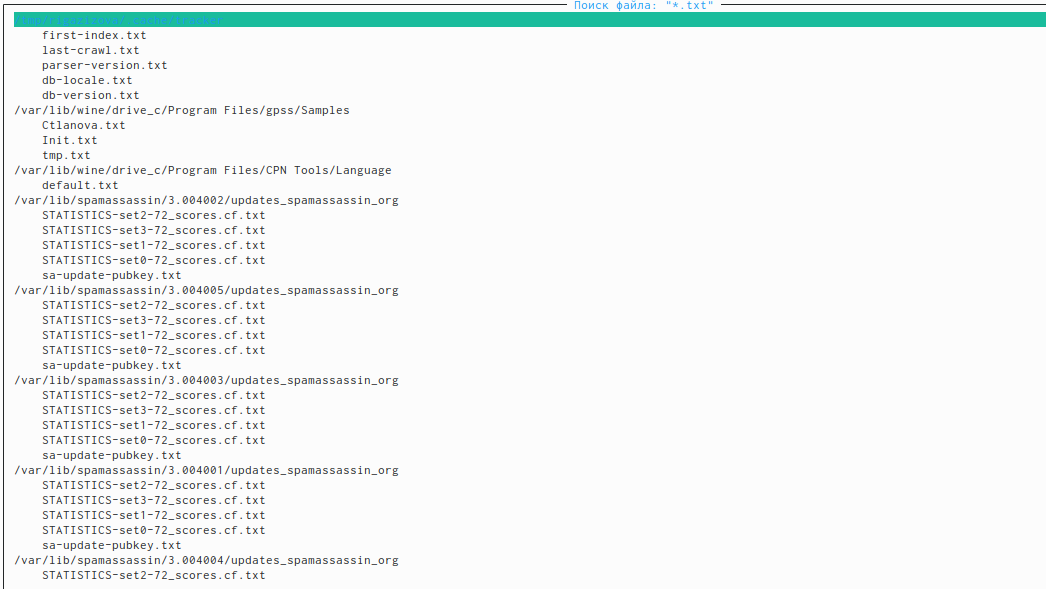 Поиск файла: "*.txt"
/.cache/tracker
first-index.txt
last-crawl.txt
parser-version.txt
db-locale.txt
db-version.txt
/var/lib/wine/drive_c/Program Files/gpss/Samples
Ctlanova.txt
Init.txt
tmp.txt
/var/lib/wine/drive_c/Program Files/CPN Tools/Language
default.txt
/var/lib/spamassassin/3.004002/updates_spamassassin_org
STATISTICS-set2-72_scores.cf.txt
STATISTICS-set3-72_scores.cf.txt
STATISTICS-set1-72_scores.cf.txt
STATISTICS-set0-72_scores.cf.txt
sa-update-pubkey.txt
/var/lib/spamassassin/3.004005/updates_spamassassin_org
STATISTICS-set2-72_scores.cf.txt
STATISTICS-set3-72_scores.cf.txt
STATISTICS-set1-72_scores.cf.txt
STATISTICS-set0-72_scores.cf.txt
sa-update-pubkey.txt
/var/lib/spamassassin/3.004003/updates_spamassassin_org
STATISTICS-set2-72_scores.cf.txt
STATISTICS-set3-72_scores.cf.txt
STATISTICS-set1-72_scores.cf.txt
STATISTICS-set0-72_scores.cf.txt
sa-update-pubkey.txt
/var/lib/spamassassin/3.004001/updates_spamassassin_org
STATISTICS-set2-72_scores.cf.txt
STATISTICS-set3-72_scores.cf.txt
STATISTICS-set1-72_scores.cf.txt
STATISTICS-set0-72_scores.cf.txt
sa-update-pubkey.txt
/var/lib/spamassassin/3.004004/updates_spamassassin_org
STATISTICS-set2-72_scores.cf.txt